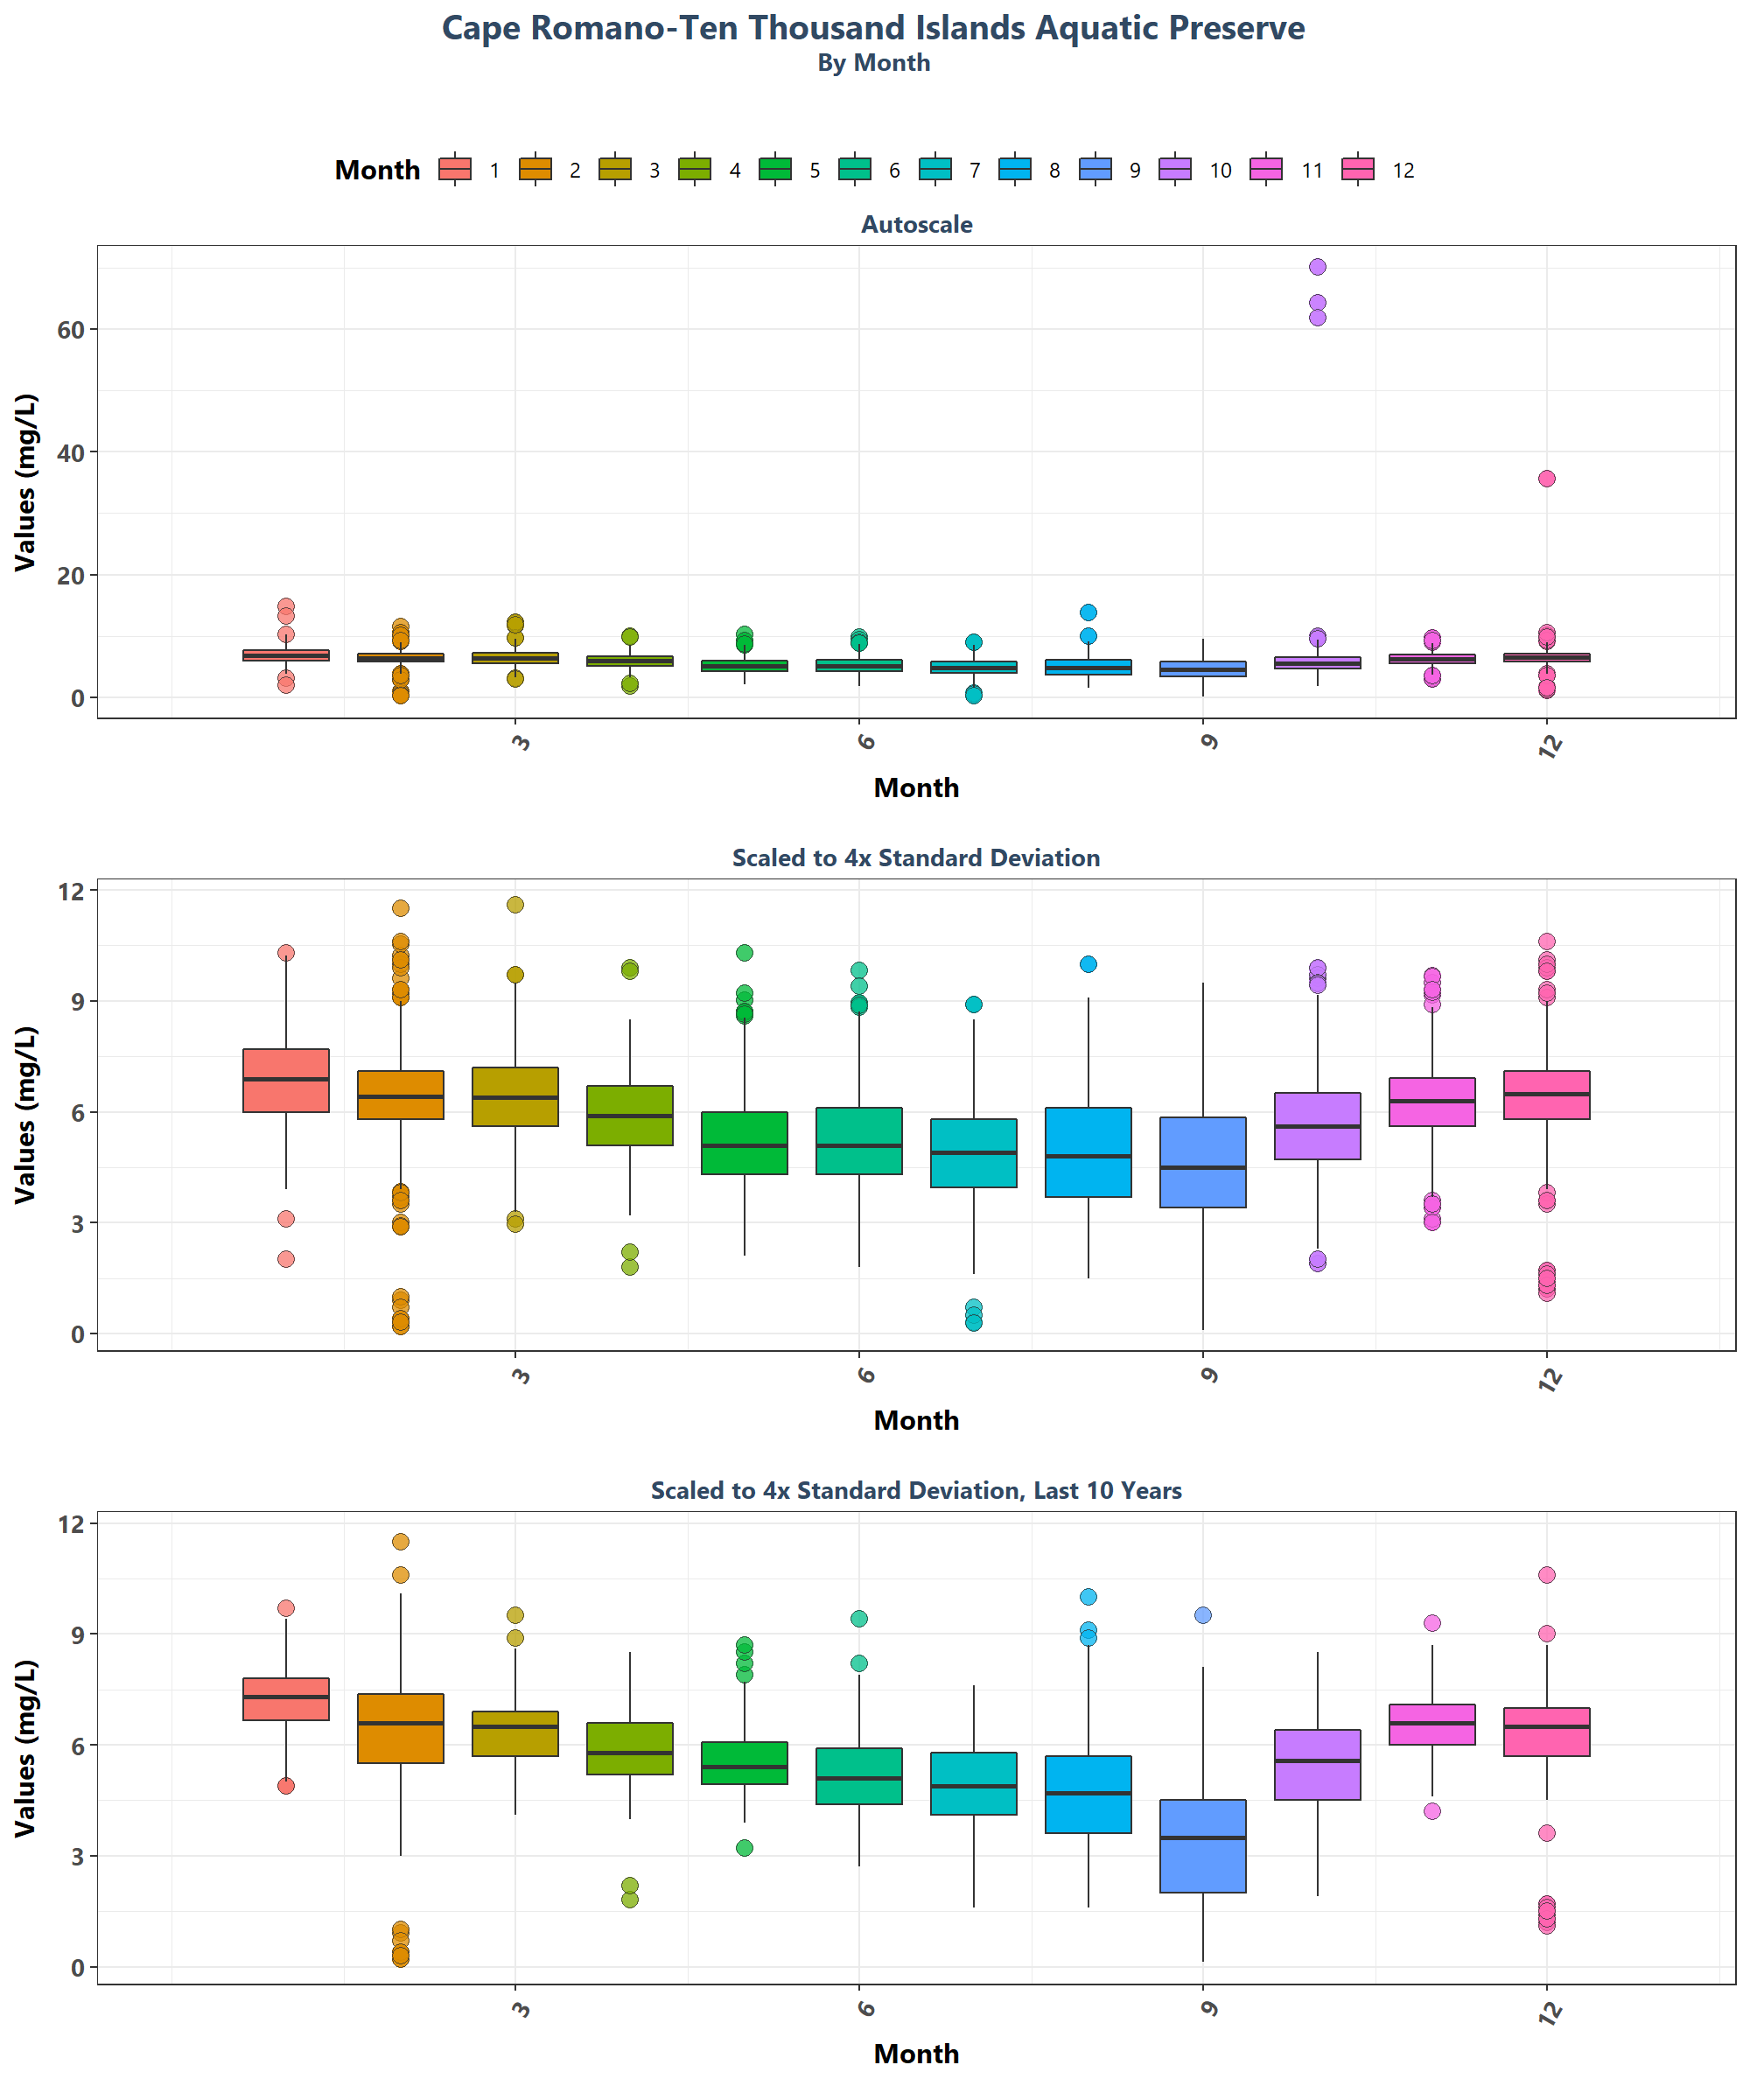 Cape Romano-Ten Thousand Islands Aquatic Preserve
By Month
Month 1 2 3 4 5 6 7 8 9 10 11 12
Autoscale
Values (mg/L)
60
40
20
0
3 6 9 12
Month
Scaled to 4x Standard Deviation
Values (mg/L)
12
9
6
3
0
3 6 9 12
Month
Scaled to 4x Standard Deviation, Last 10 Years
Values (mg/L)
12
9
6
3
0
3 6 9 12
Month